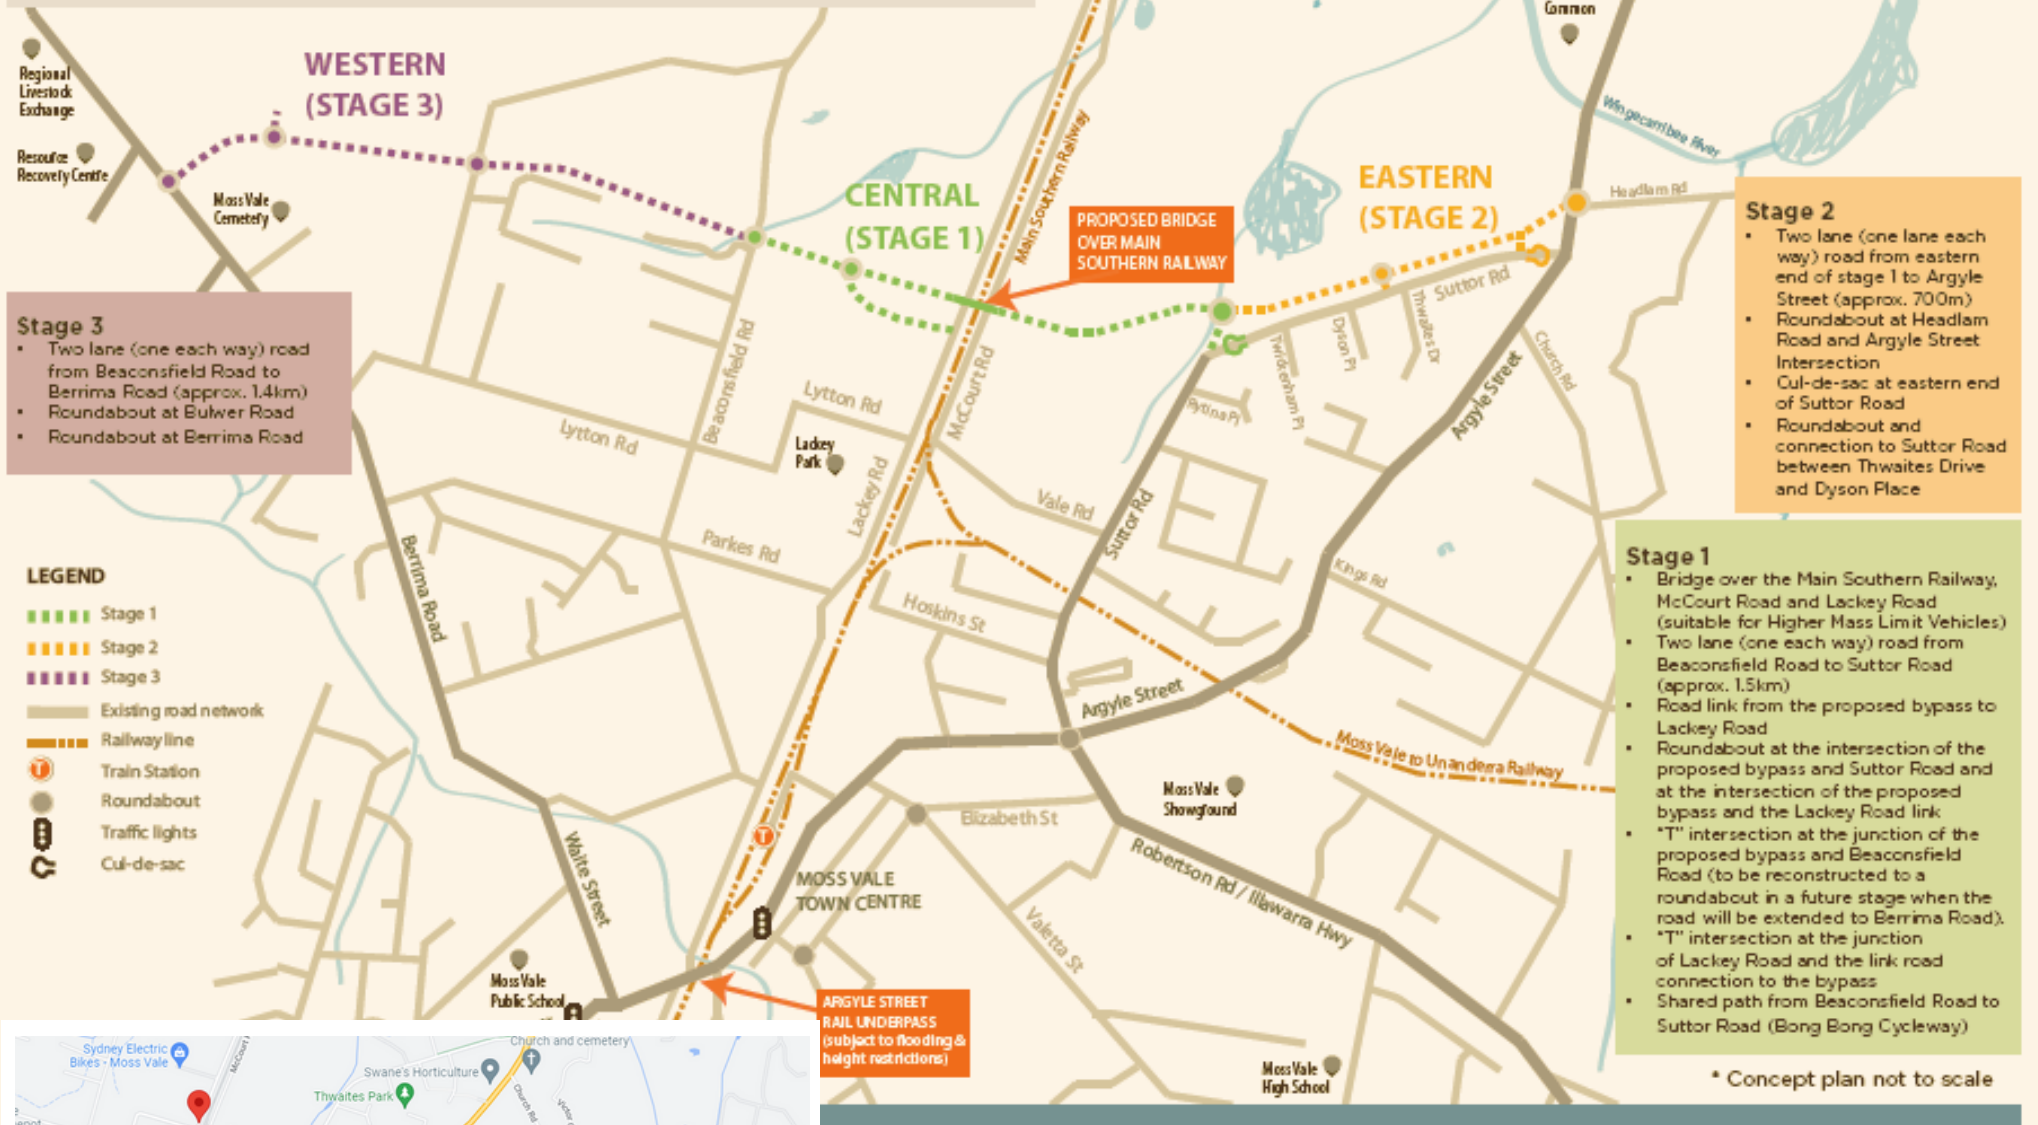 Common
Regional
Livestock
Exchange
Resource
Recovery Centre
Moss Vale
Cemetery
WESTERN
(STAGE 3)
CENTRAL
(STAGE 1)
Main Southern Railway
PROPOSED BRIDGE
OVER MAIN
SOUTHERN RAILWAY
EASTERN
(STAGE 2)
Wingecarribee River
Headlam Rd
Suttor Rd
Thwaites Dr
Dyson Pl
Twickenham Pl
Church Rd
Argyle Street
Beaconsfield Rd
McCourt Rd
Lytton Rd
Lytton Rd
Lackey
Park
Lackey Rd
Vale Rd
Suttor Rd
Parkes Rd
Kings Rd
Hoskins St
Berrima Road
Argyle Street
Moss Vale to Unanderra Railway
Moss Vale
Showground
Elizabeth St
Robertson Rd / Illawarra Hwy
Waite Street
MOSS VALE
TOWN CENTRE
Valetta St
Moss Vale
Public School
ARGYLE STREET
RAIL UNDERPASS
(subject to flooding &
height restrictions)
Moss Vale
High School
Stage 3
• Two lane (one each way) road
from Beaconsfield Road to
Berrima Road (approx. 1.4km)
• Roundabout at Bulwer Road
• Roundabout at Berrima Road
LEGEND
Stage 1
Stage 2
Stage 3
Existing road network
Railway line
T Train Station
Roundabout
Traffic lights
Cul-de-sac
T
Stage 2
• Two lane (one lane each
way) road from eastern
end of stage 1 to Argyle
Street (approx. 700m)
• Roundabout at Headlam
Road and Argyle Street
Intersection
• Cul-de-sac at eastern end
of Suttor Road
• Roundabout and
connection to Suttor Road
between Thwaites Drive
and Dyson Place
Stage 1
• Bridge over the Main Southern Railway,
McCourt Road and Lackey Road
(suitable for Higher Mass Limit Vehicles)
• Two lane (one each way) road from
Beaconsfield Road to Suttor Road
(approx. 1.5km)
• Road link from the proposed bypass to
Lackey Road
• Roundabout at the intersection of the
proposed bypass and Suttor Road and
at the intersection of the proposed
bypass and the Lackey Road link
• "T" intersection at the junction of the
proposed bypass and Beaconsfield
Road (to be reconstructed to a
roundabout in a future stage when the
road will be extended to Berrima Road).
• "T" intersection at the junction
of Lackey Road and the link road
connection to the bypass
• Shared path from Beaconsfield Road to
Suttor Road (Bong Bong Cycleway)
* Concept plan not to scale
Sydney Electric
Bikes - Moss Vale
McCourt
Swane's Horticulture
Thwaites Park
Church and cemetery
Church Rd